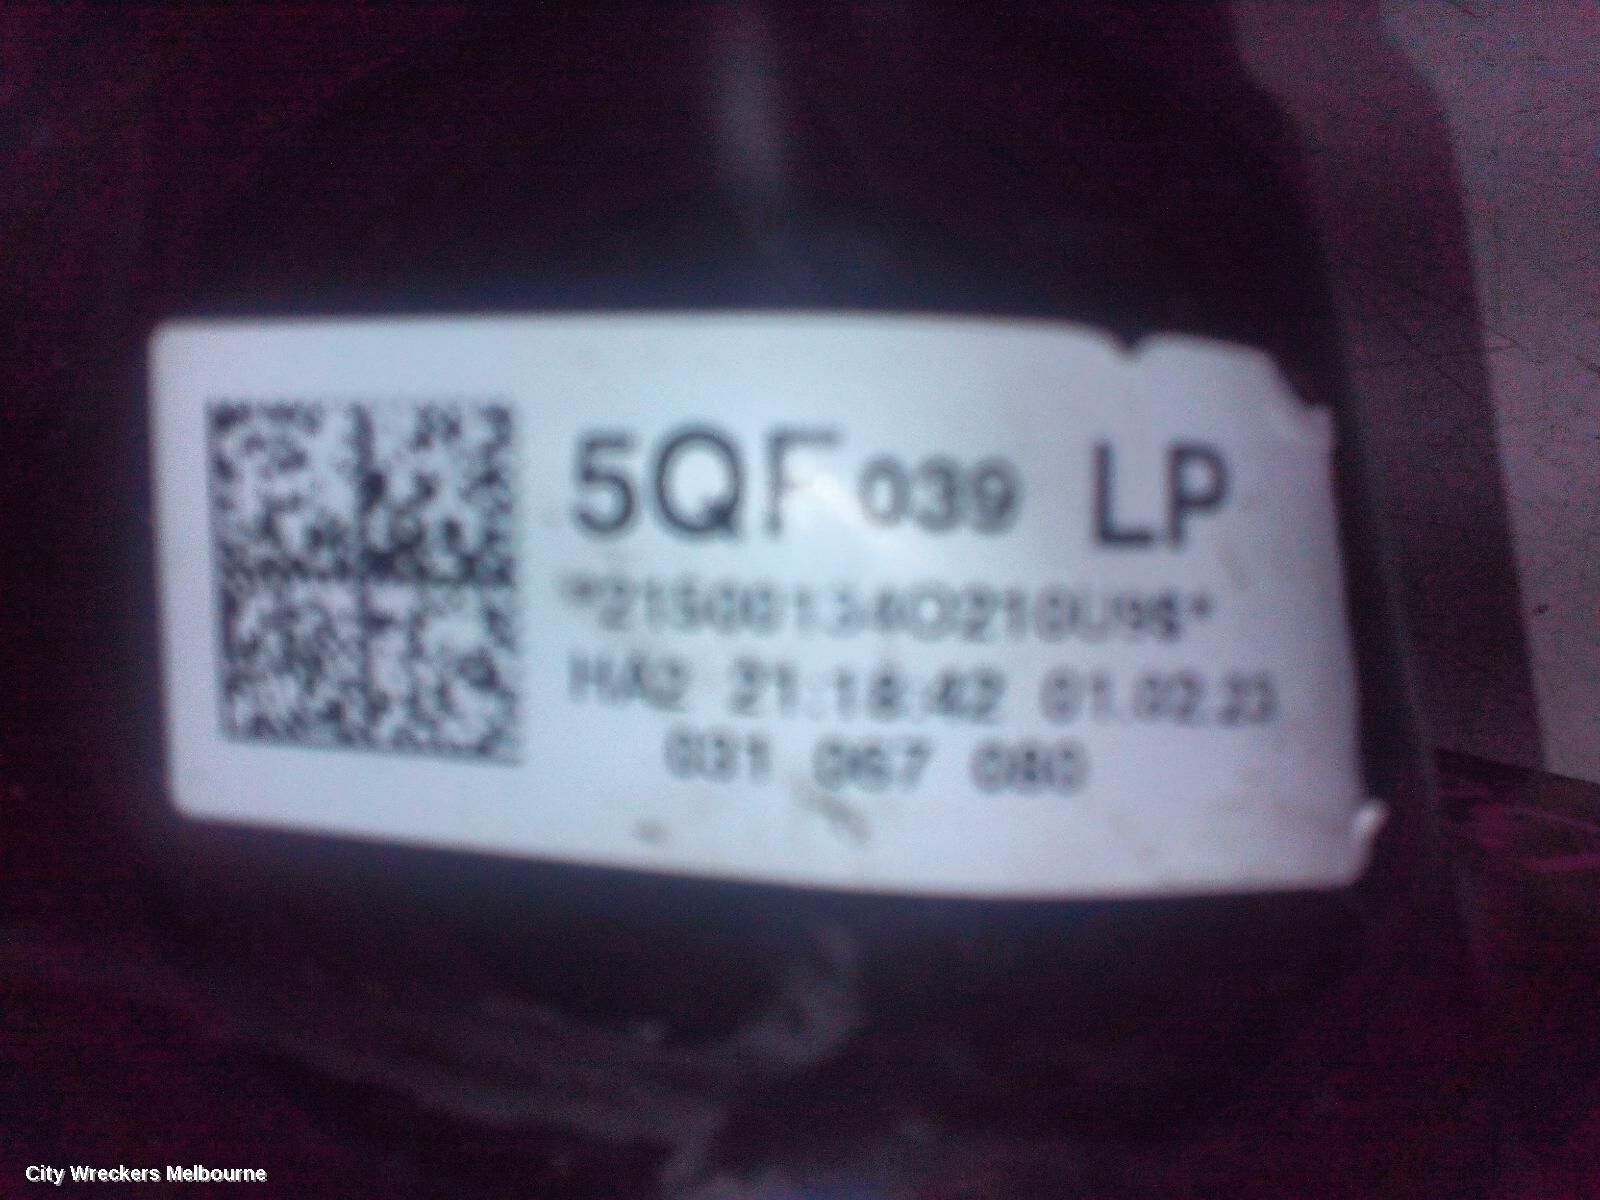 5QF 039 LP
HA2 21:18:42 01.02.23
031 067 080
City Wreckers Melbourne